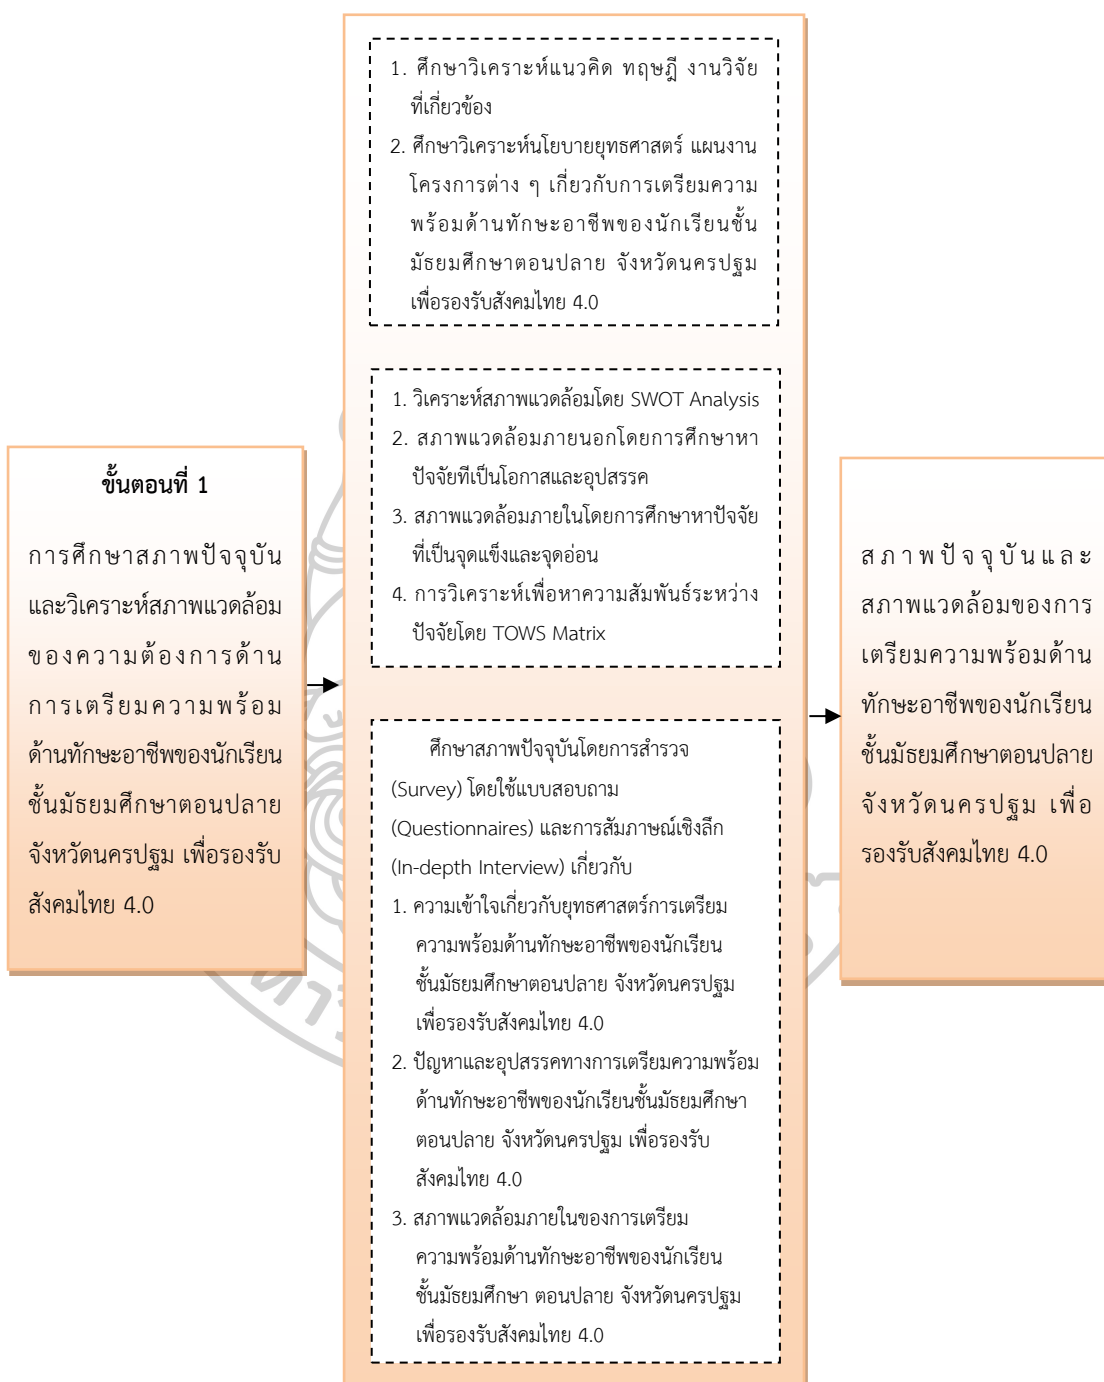 ขั้นตอนที่ 1
การศึกษาสภาพปัจจุบัน
และวิเคราะห์สภาพแวดล้อม
ของความต้องการด้าน
การเตรียมความพร้อม
ด้านทักษะอาชีพของนักเรียน
ชั้นมัธยมศึกษาตอนปลาย
จังหวัดนครปฐม เพื่อรองรับ
สังคมไทย 4.0
1. ศึกษาวิเคราะห์แนวคิด ทฤษฎี งานวิจัย
ที่เกี่ยวข้อง
2. ศึกษาวิเคราะห์นโยบายยุทธศาสตร์ แผนงาน
โครงการต่าง ๆ เกี่ยวกับการเตรียมความ
พร้อมด้านทักษะอาชีพของนักเรียนชั้น
มัธยมศึกษาตอนปลาย จังหวัดนครปฐม
เพื่อรองรับสังคมไทย 4.0
1. วิเคราะห์สภาพแวดล้อมโดย SWOT Analysis
2. สภาพแวดล้อมภายนอกโดยการศึกษาหา
ปัจจัยทีเป็นโอกาสและอุปสรรค
3. สภาพแวดล้อมภายในโดยการศึกษาหาปัจจัย
ที่เป็นจุดแข็งและจุดอ่อน
4. การวิเคราะห์เพื่อหาความสัมพันธ์ระหว่าง
ปัจจัยโดย TOWS Matrix
ศึกษาสภาพปัจจุบันโดยการสำรวจ
(Survey) โดยใช้แบบสอบถาม
(Questionnaires) และการสัมภาษณ์เชิงลึก
(In-depth Interview) เกี่ยวกับ
1. ความเข้าใจเกี่ยวกับยุทธศาสตร์การเตรียม
ความพร้อมด้านทักษะอาชีพของนักเรียน
ชั้นมัธยมศึกษาตอนปลาย จังหวัดนครปฐม
เพื่อรองรับสังคมไทย 4.0
2. ปัญหาและอุปสรรคทางการเตรียมความพร้อม
ด้านทักษะอาชีพของนักเรียนชั้นมัธยมศึกษา
ตอนปลาย จังหวัดนครปฐม เพื่อรองรับ
สังคมไทย 4.0
3. สภาพแวดล้อมภายในของการเตรียม
ความพร้อมด้านทักษะอาชีพของนักเรียน
ชั้นมัธยมศึกษา ตอนปลาย จังหวัดนครปฐม
เพื่อรองรับสังคมไทย 4.0
สภาพปัจจุบันและ
สภาพแวดล้อมของการ
เตรียมความพร้อมด้าน
ทักษะอาชีพของนักเรียน
ชั้นมัธยมศึกษาตอนปลาย
จังหวัดนครปฐม เพื่อ
รองรับสังคมไทย 4.0